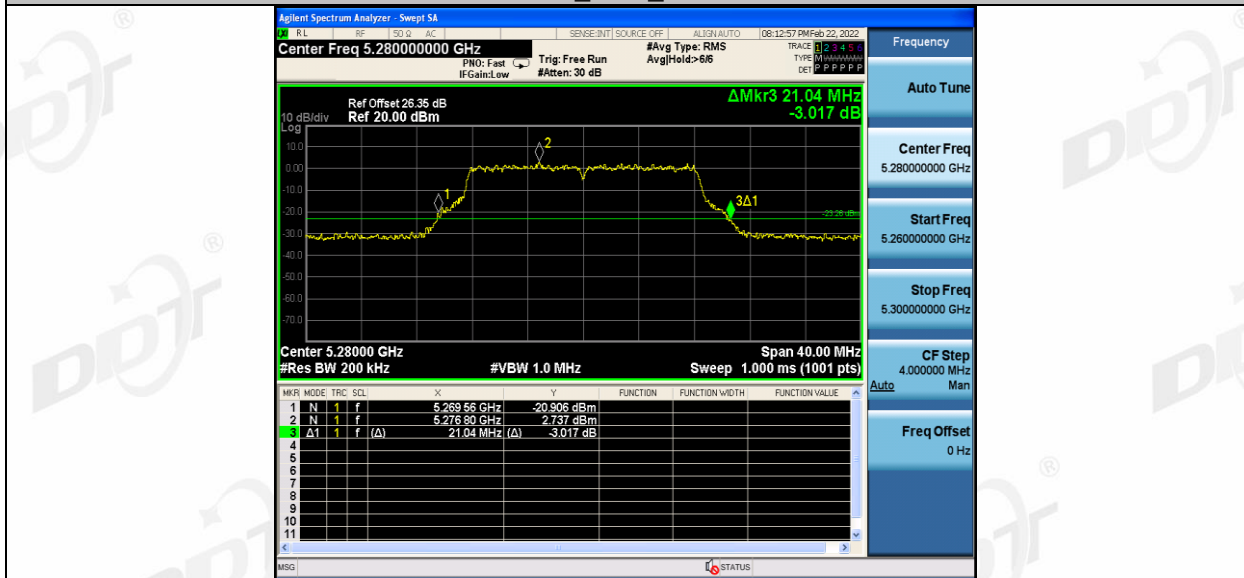 Agilent Spectrum Analyzer - Swept SA
RL RF 50 Ω AC SENSE:INT SOURCE OFF ALIGN AUTO 08:12:57 PM Feb 22, 2022
Center Freq 5.280000000 GHz
PNO: Fast
IFGain:Low
Trig: Free Run
#Atten: 30 dB
#Avg Type: RMS
Avg|Hold:>6/6
TRACE 1 2 3 4 5 6
TYPE M WWWWW
DET P P P P P P
ΔMkr3 21.04 MHz
-3.017 dB
Ref Offset 26.35 dB
10 dB/div Ref 20.00 dBm
Log
10.0
0.00
-10.0
-20.0
-30.0
-40.0
-50.0
-60.0
-70.0
1
2
3Δ1
-23.26 dBm
Center 5.28000 GHz Span 40.00 MHz
#Res BW 200 kHz #VBW 1.0 MHz Sweep 1.000 ms (1001 pts)
MKR MODE TRC SCL X Y FUNCTION FUNCTION WIDTH FUNCTION VALUE
1 N 1 f 5.269 56 GHz -20.906 dBm
2 N 1 f 5.276 80 GHz 2.737 dBm
3 Δ1 1 f (Δ) 21.04 MHz (Δ) -3.017 dB
4
5
6
7
8
9
10
11
MSG STATUS
Frequency
Auto Tune
Center Freq
5.280000000 GHz
Start Freq
5.260000000 GHz
Stop Freq
5.300000000 GHz
CF Step
4.000000 MHz
Auto Man
Freq Offset
0 Hz
DDT
®
DDT
®
DDT
DDT
®
DDT